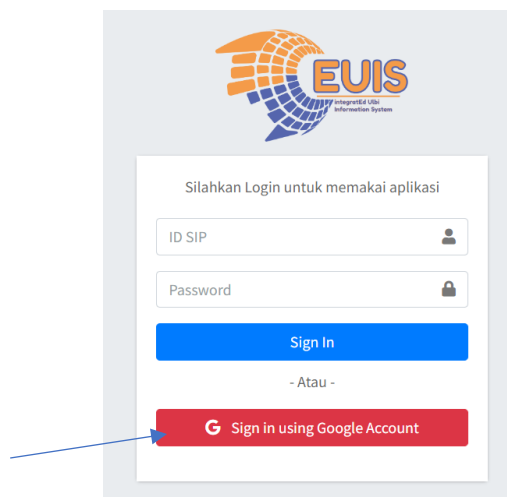 EUIS
integretEd Ulbi
Information System
Silahkan Login untuk memakai aplikasi
ID SIP
Password
Sign In
- Atau -
G Sign in using Google Account